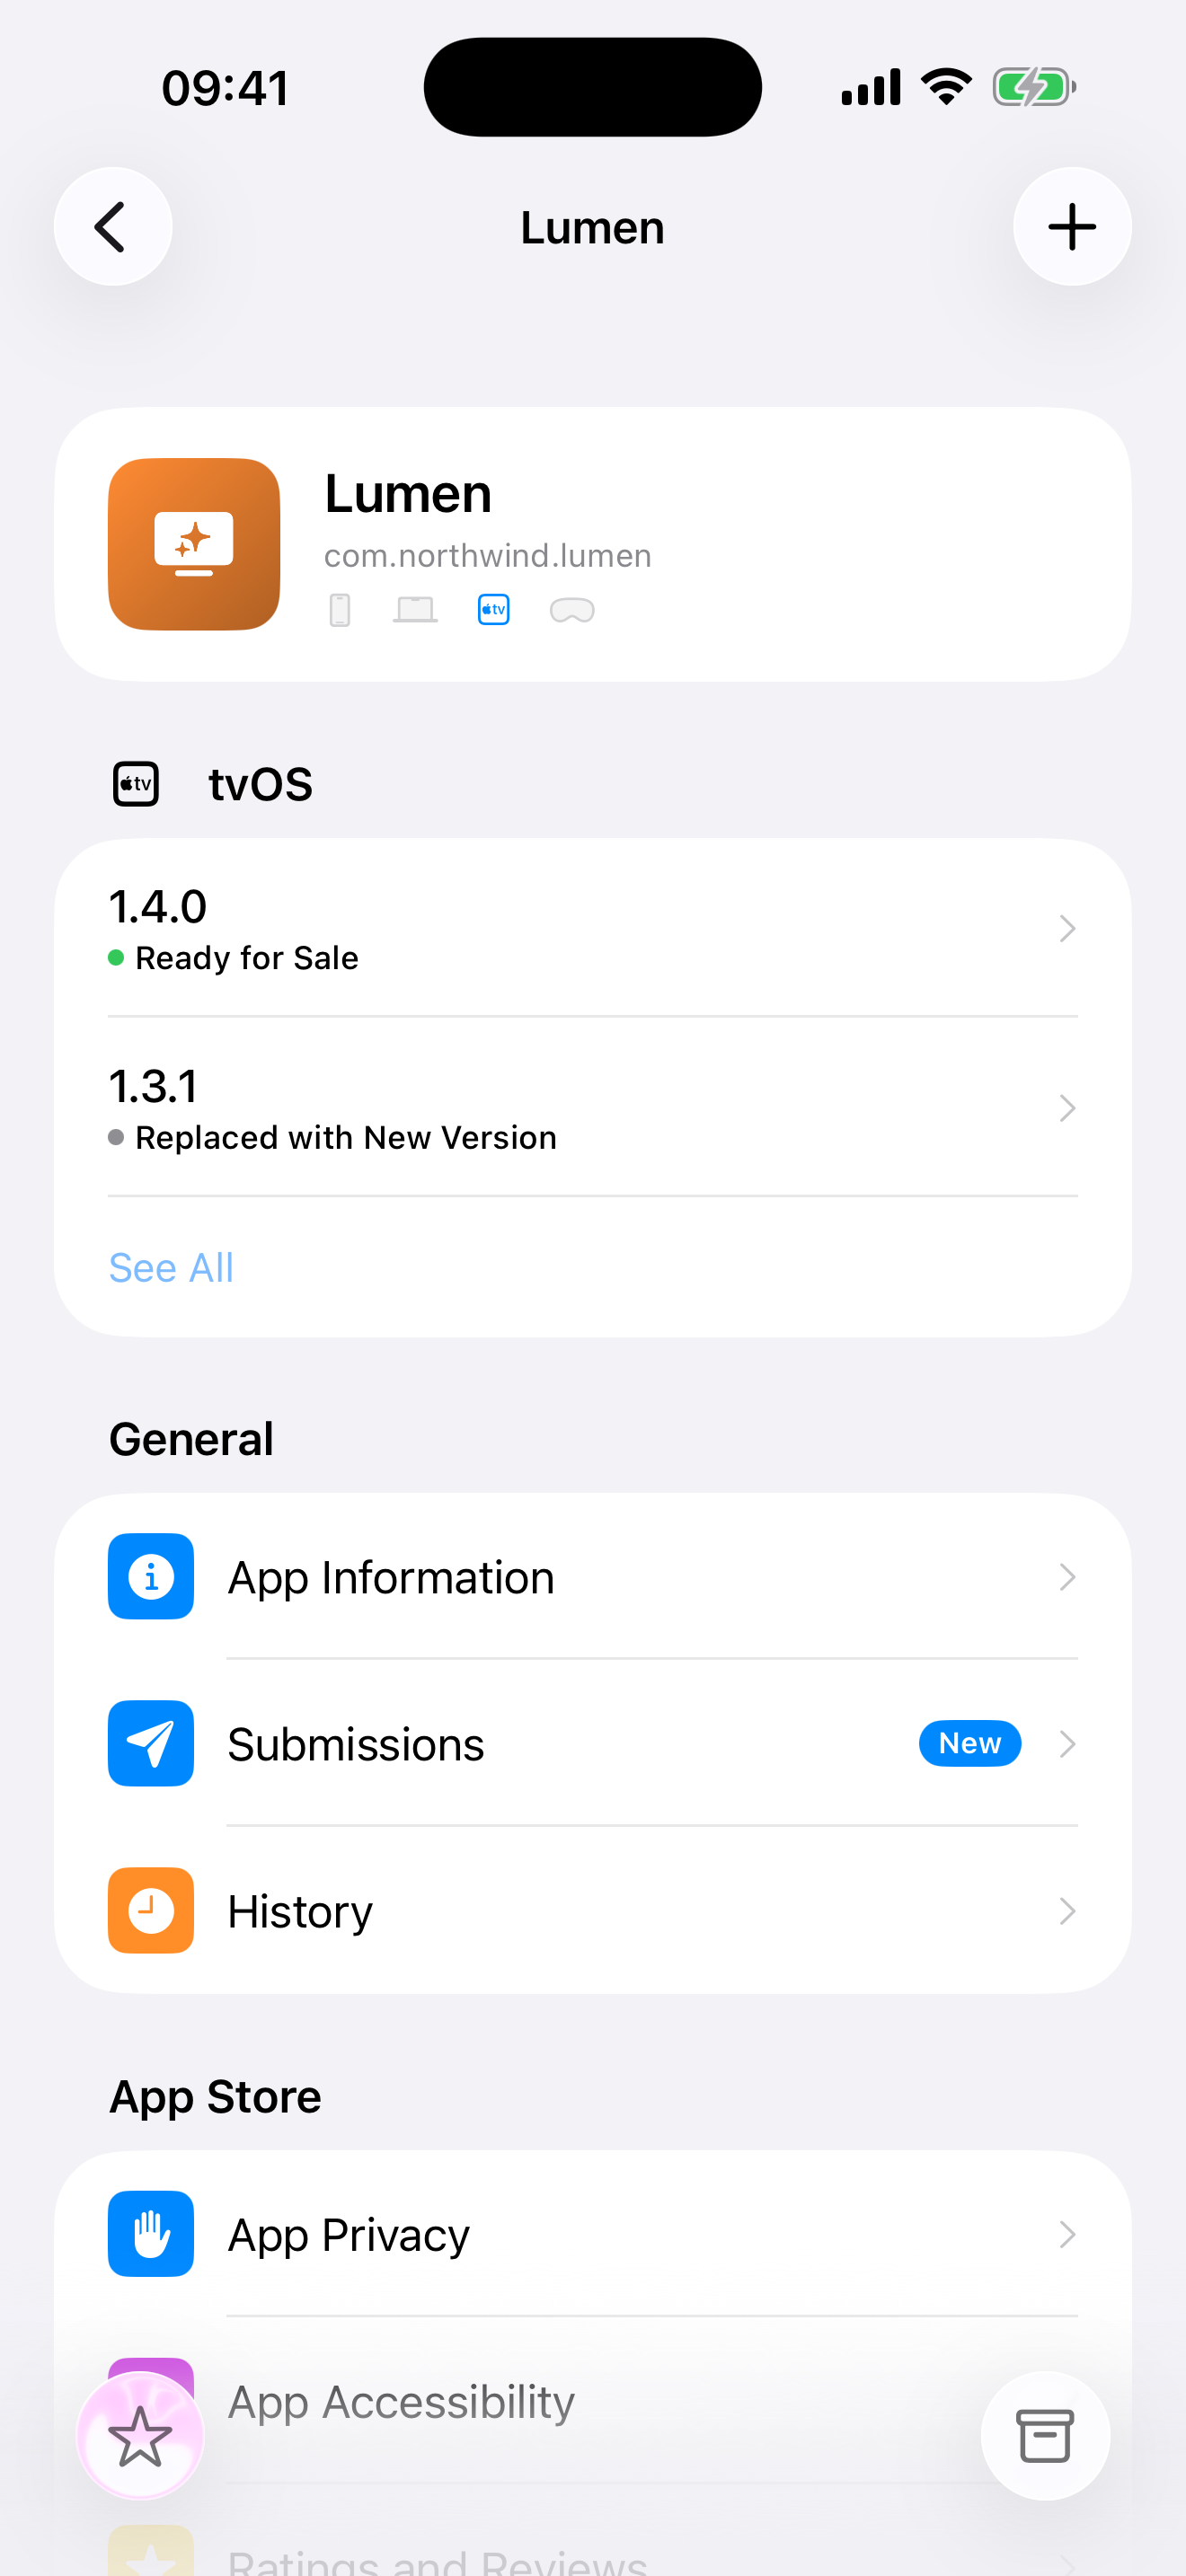 09:41
Lumen
Lumen
com.northwind.lumen
tv
tv tvOS
1.4.0
Ready for Sale
1.3.1
Replaced with New Version
See All
General
App Information
Submissions New
History
App Store
App Privacy
App Accessibility
Ratings and Reviews